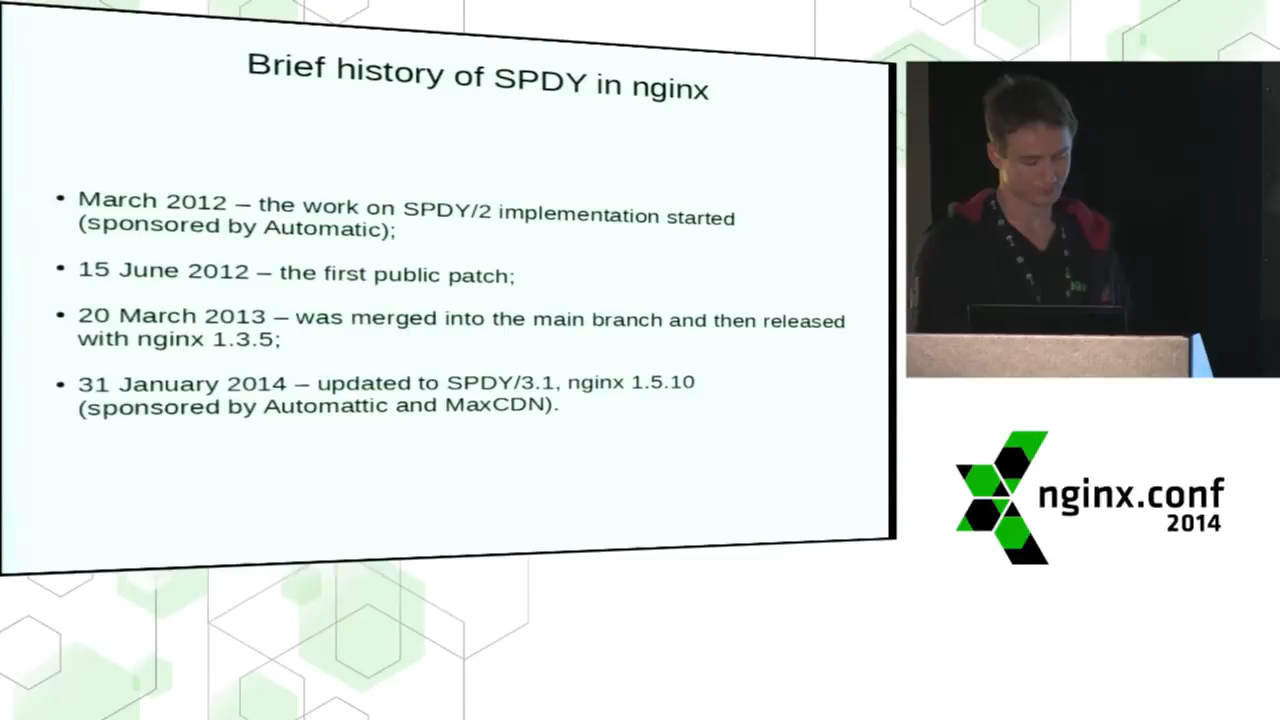 Brief history of SPDY in nginx
• March 2012 – the work on SPDY/2 implementation started
(sponsored by Automatic);
• 15 June 2012 – the first public patch;
• 20 March 2013 – was merged into the main branch and then released
with nginx 1.3.5;
• 31 January 2014 – updated to SPDY/3.1, nginx 1.5.10
(sponsored by Automattic and MaxCDN).
nginx.conf
2014